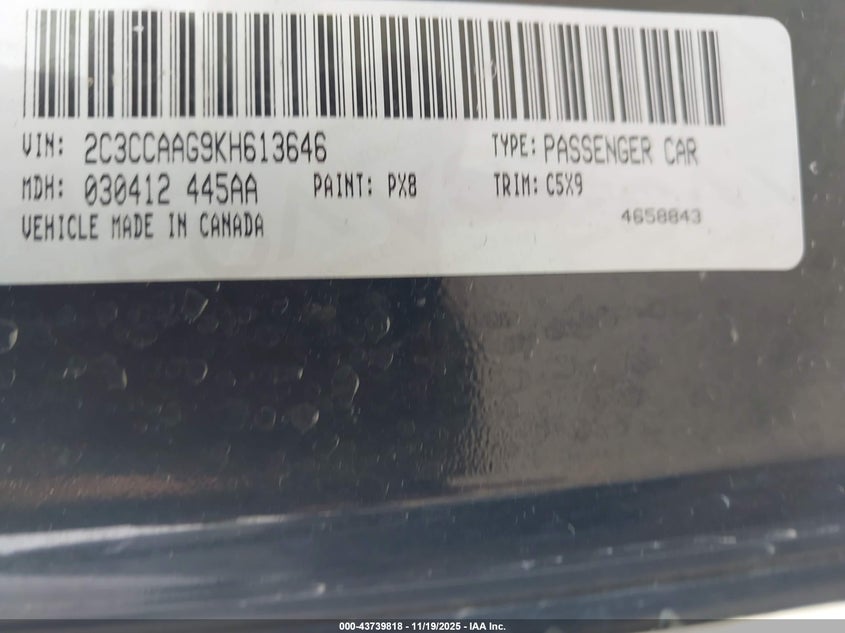 VIN: 2C3CCAAG9KH613646 TYPE: PASSENGER CAR
MDH: 030412 445AA PAINT: PX8 TRIM: C5X9
VEHICLE MADE IN CANADA 4658843
000-43739818 - 11/19/2025 - IAA Inc.